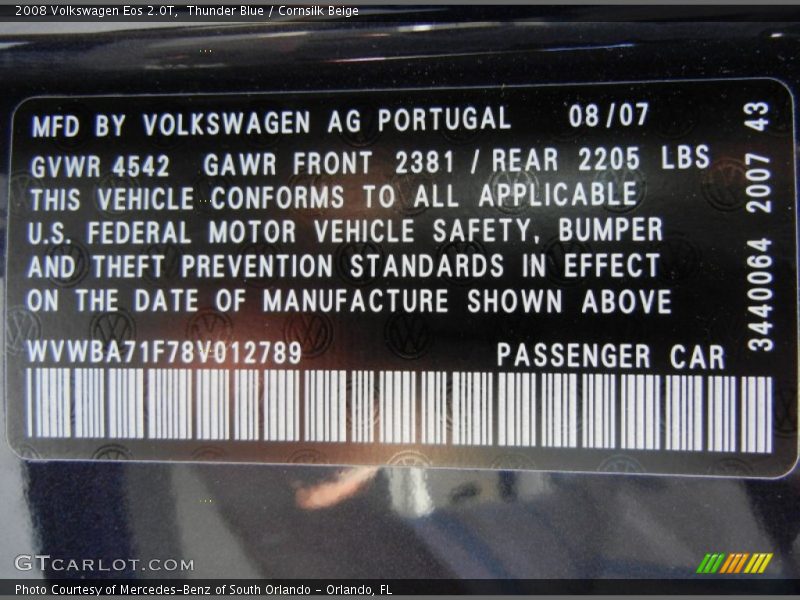 2008 Volkswagen Eos 2.0T,  Thunder Blue / Cornsilk Beige
MFD BY VOLKSWAGEN AG PORTUGAL 08/07
GVWR 4542 GAWR FRONT 2381 / REAR 2205 LBS
THIS VEHICLE CONFORMS TO ALL APPLICABLE
U.S. FEDERAL MOTOR VEHICLE SAFETY, BUMPER
AND THEFT PREVENTION STANDARDS IN EFFECT
ON THE DATE OF MANUFACTURE SHOWN ABOVE
WVWBA71F78V012789 PASSENGER CAR
3440064 2007 43
GTCARLOT.COM
Photo Courtesy of Mercedes-Benz of South Orlando - Orlando, FL